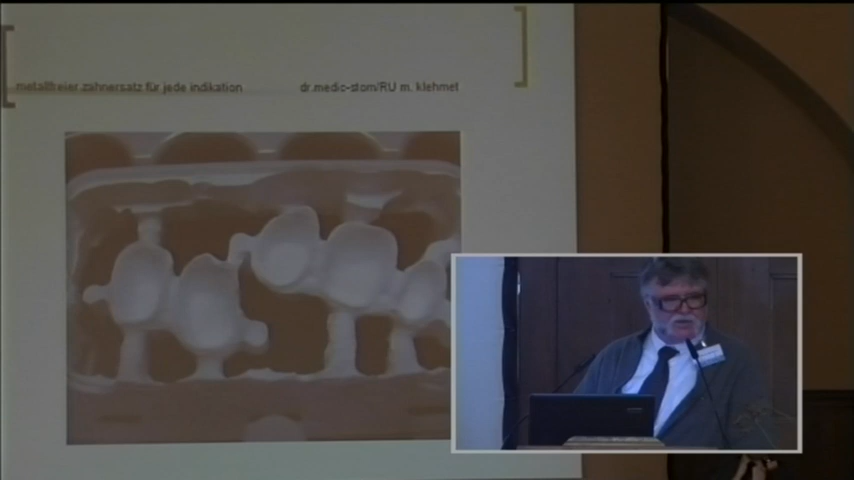 metallfreier zahnersatz für jede indikation
dr.medic-stom/RU m. klehmet